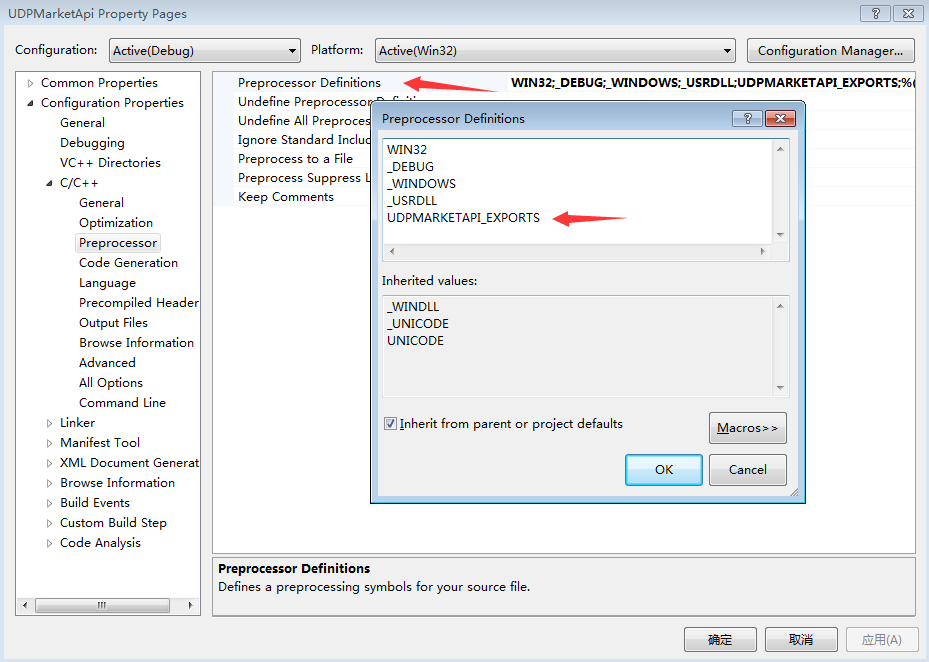 UDPMarketApi Property Pages
Configuration: Active(Debug) Platform: Active(Win32) Configuration Manager...
Common Properties
Configuration Properties
General
Debugging
VC++ Directories
C/C++
General
Optimization
Preprocessor
Code Generation
Language
Precompiled Header
Output Files
Browse Information
Advanced
All Options
Command Line
Linker
Manifest Tool
XML Document Generat
Browse Information
Build Events
Custom Build Step
Code Analysis
Preprocessor Definitions WIN32;_DEBUG;_WINDOWS;_USRDLL;UDPMARKETAPI_EXPORTS;%(
Undefine Preprocessor
Undefine All Preproces
Ignore Standard Includ
Preprocess to a File
Preprocess Suppress L
Keep Comments
Preprocessor Definitions
WIN32
_DEBUG
_WINDOWS
_USRDLL
UDPMARKETAPI_EXPORTS
Inherited values:
_WINDLL
_UNICODE
UNICODE
Inherit from parent or project defaults
Macros>>
OK Cancel
Preprocessor Definitions
Defines a preprocessing symbols for your source file.
确定 取消 应用(A)